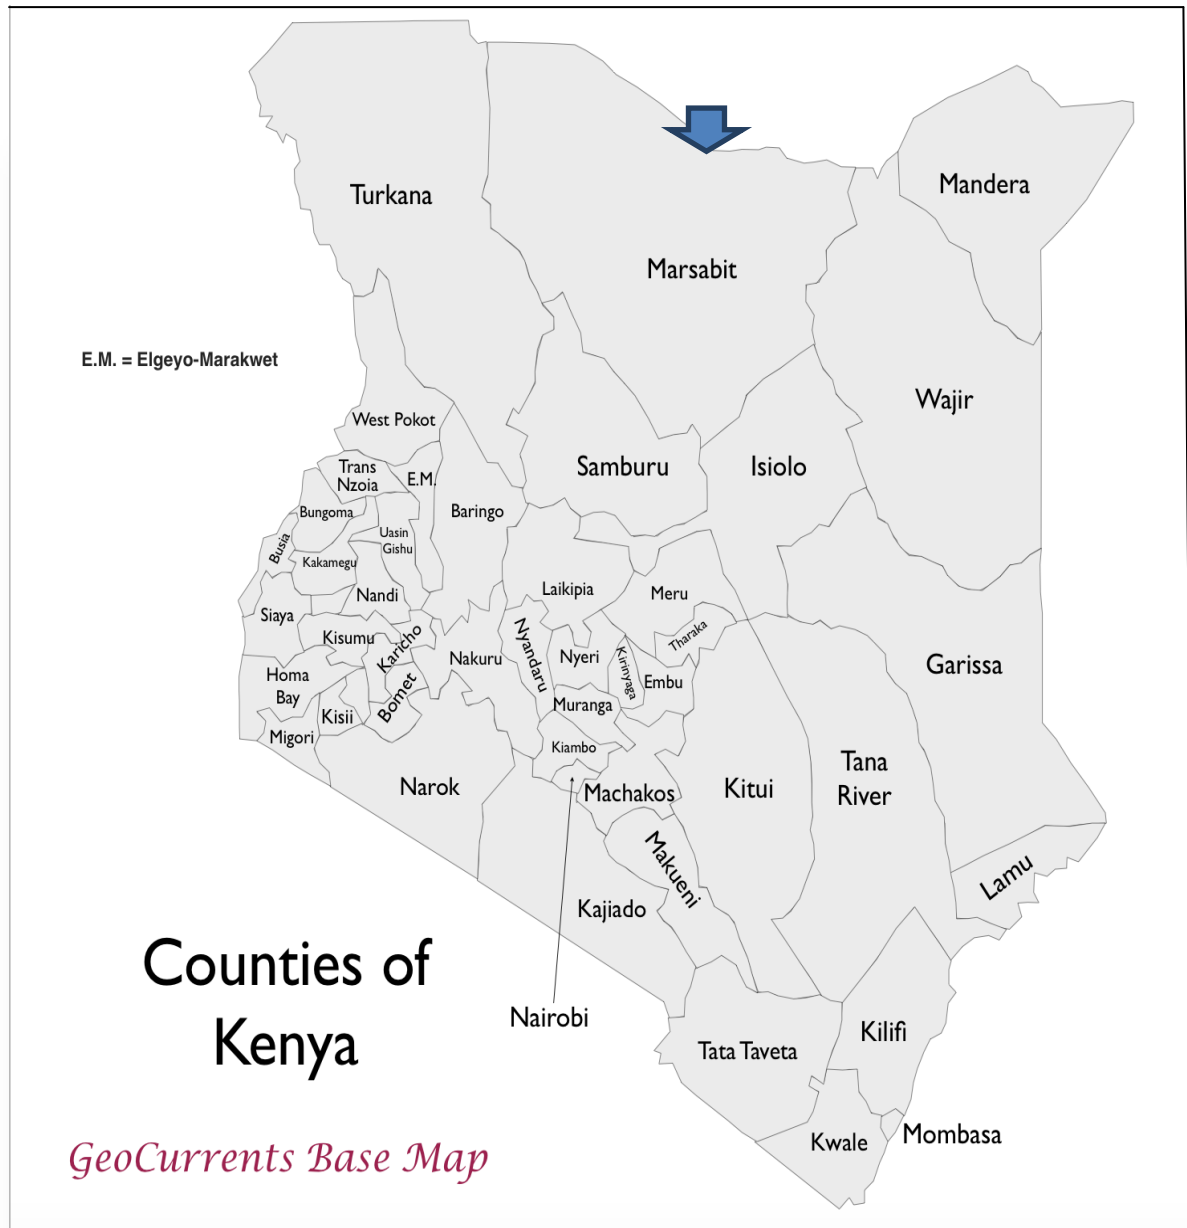 Turkana
Mandera
Marsabit
E.M. = Elgeyo-Marakwet
Wajir
West Pokot
Samburu
Isiolo
Trans
Nzoia
E.M.
Bungoma
Baringo
Busia
Uasin
Gishu
Kakamegu
Nandi
Laikipia
Meru
Siaya
Kisumu
Karicho
Tharaka
Nakuru
Nyandaru
Nyeri
Kirinyaga
Embu
Garissa
Homa
Bay
Bomet
Muranga
Kisii
Migori
Kiambo
Narok
Machakos
Kitui
Tana
River
Makueni
Lamu
Kajiado
Counties of
Kenya
Nairobi
Tata Taveta
Kilifi
Kwale
Mombasa
GeoCurrents Base Map